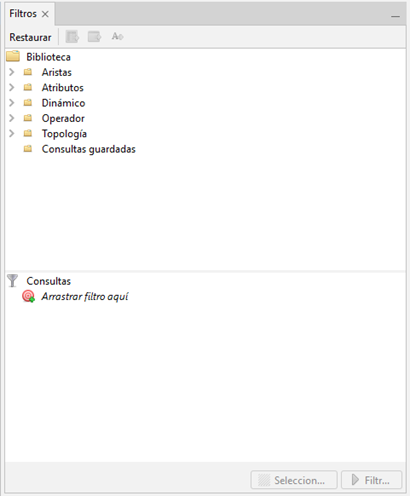 Filtros
Restaurar
Biblioteca
Aristas
Atributos
Dinámico
Operador
Topología
Consultas guardadas
Consultas
Arrastrar filtro aquí
Seleccion... Filtr...